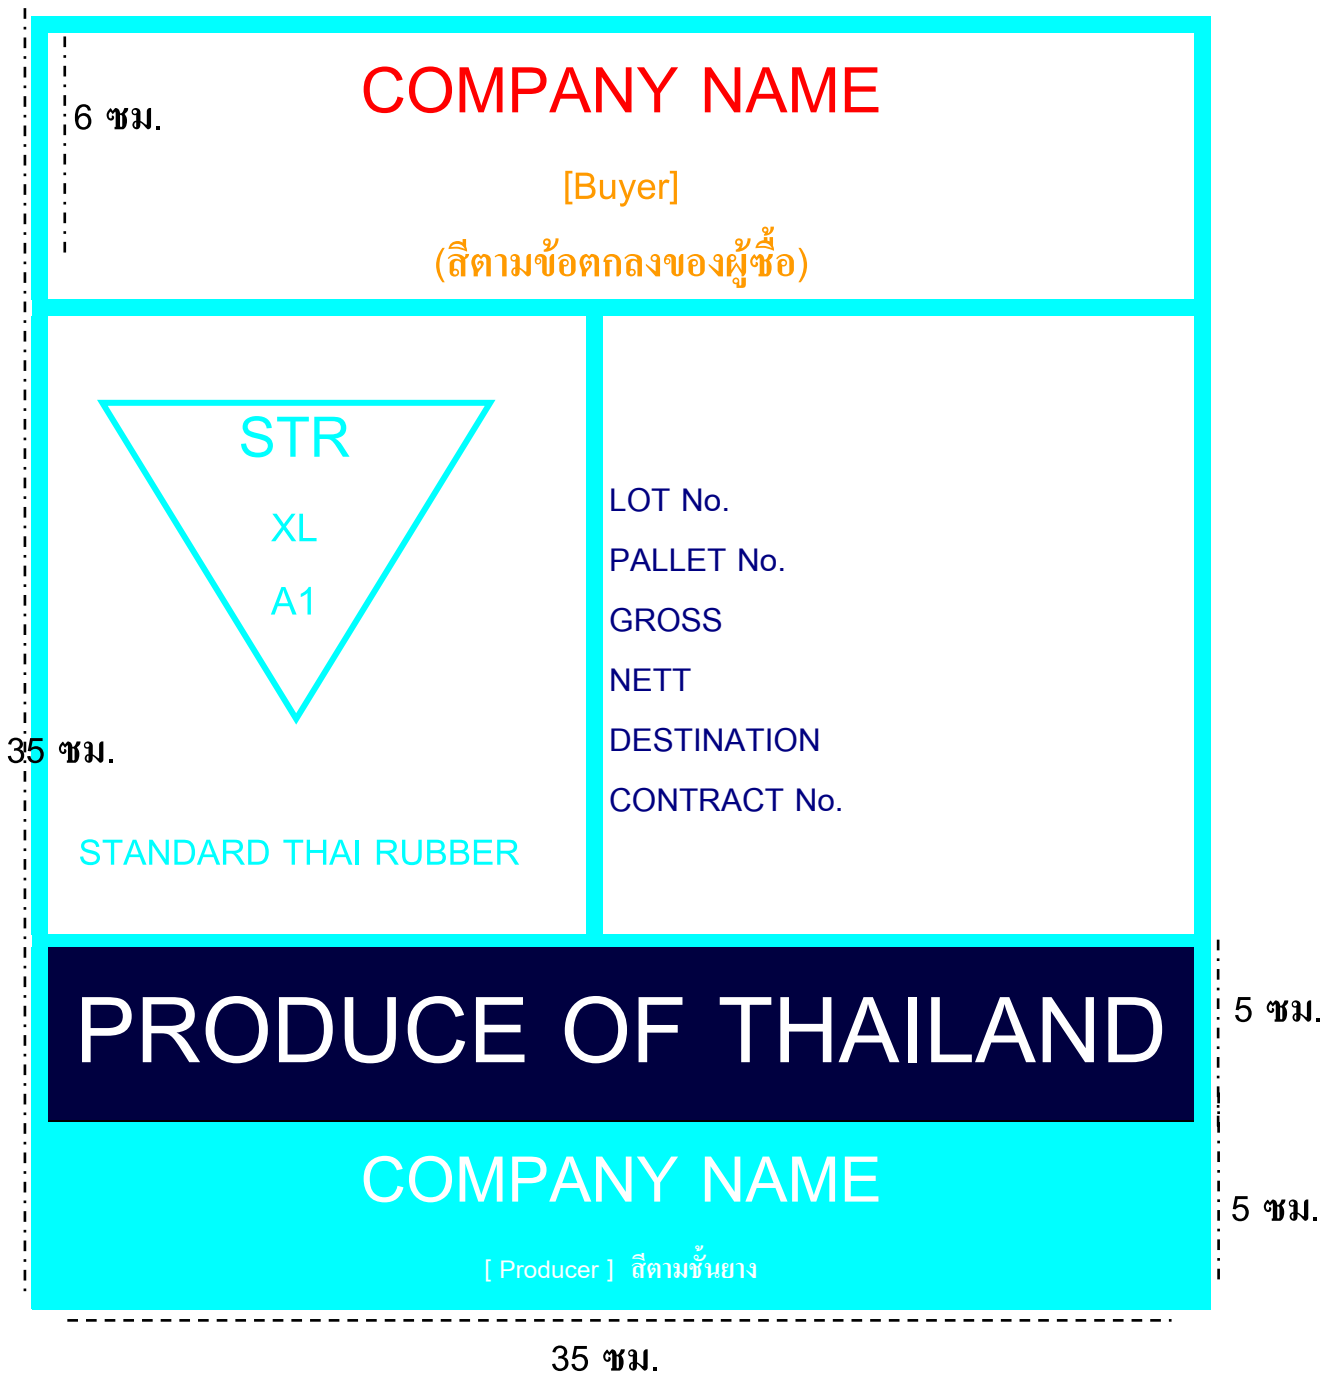 COMPANY NAME
6 ซม.
[Buyer]
(สีตามข้อตกลงของผู้ซื้อ)
STR
XL
A1
STANDARD THAI RUBBER
LOT No.
PALLET No.
GROSS
NETT
DESTINATION
CONTRACT No.
35 ซม.
PRODUCE OF THAILAND
5 ซม.
COMPANY NAME
5 ซม.
[ Producer ] สีตามชั้นยาง
35 ซม.